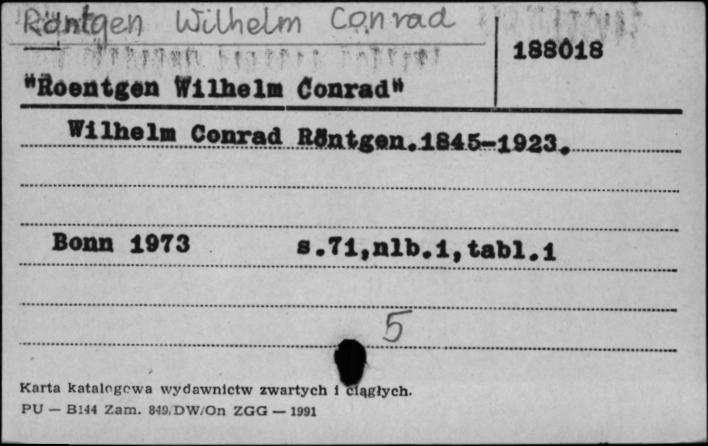 Röntgen Wilhelm Conrad
188018
"Roentgen Wilhelm Conrad"
Wilhelm Conrad Röntgen.1845-1923.
Bonn 1973 s.71,nlb.1,tabl.1
5
Karta katalogowa wydawnictw zwartych i ciągłych.
PU — B144 Zam. 849/DW/On ZGG — 1991